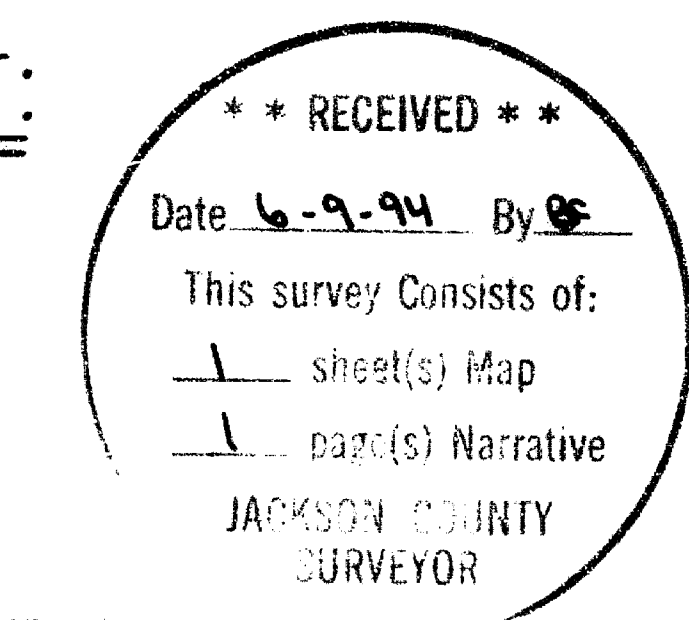 * * RECEIVED * *
Date 6-9-94 By
This survey Consists of:
1 sheet(s) Map
1 page(s) Narrative
JACKSON COUNTY
SURVEYOR